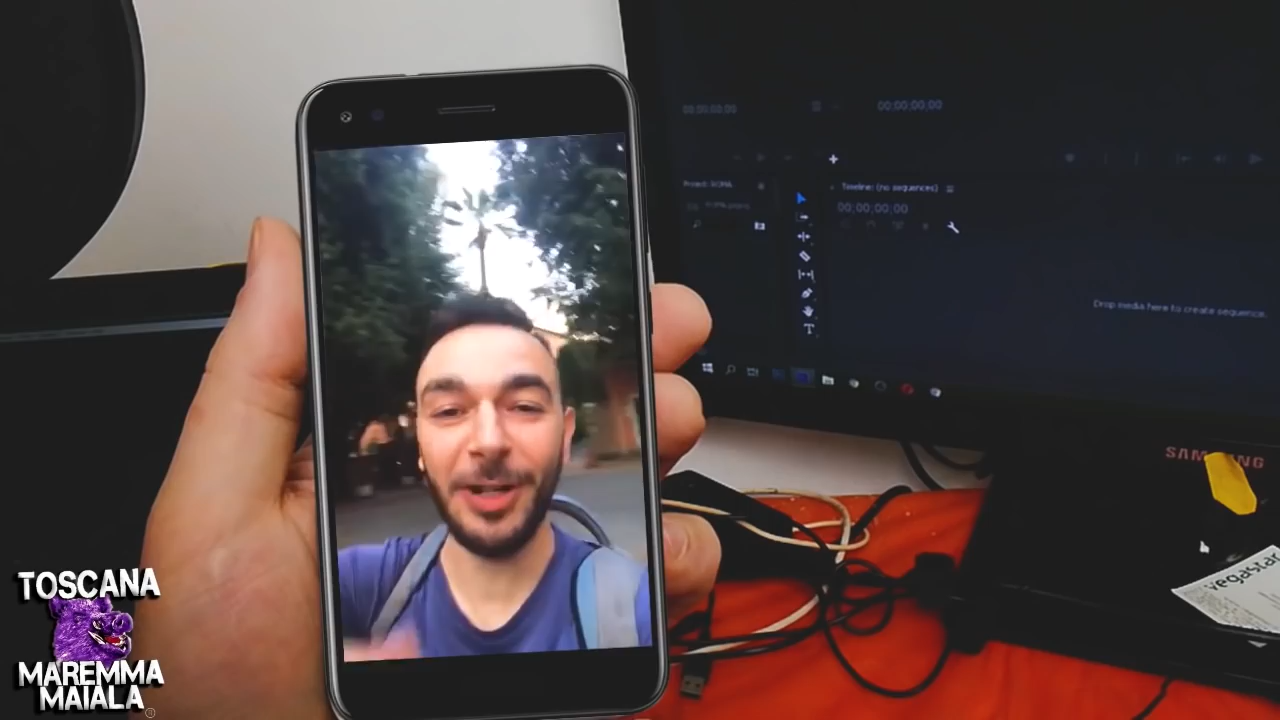 00:00:00:00
00;00;00;00
Timeline: (no sequences)
00;00;00;00
Drop media here to create sequence.
T
SAMSUNG
vegastar
TOSCANA
MAREMMA
MAIALA